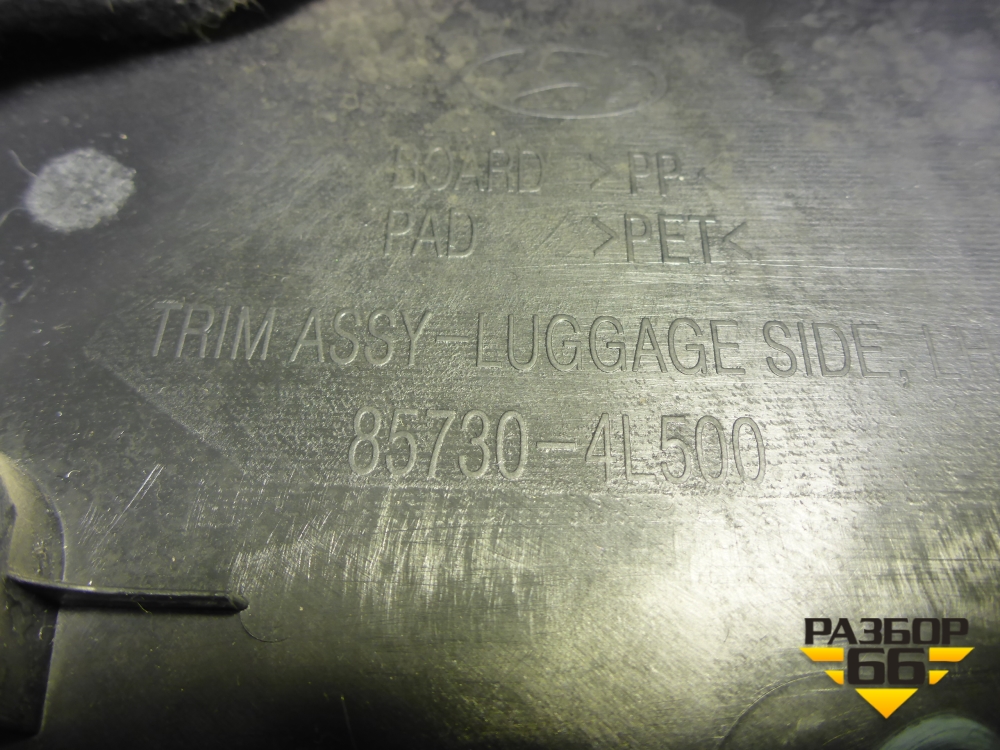 BOARD >PP<
PAD >PET<
TRIM ASSY-LUGGAGE SIDE, L
85730-4L500
РАЗБОР
66